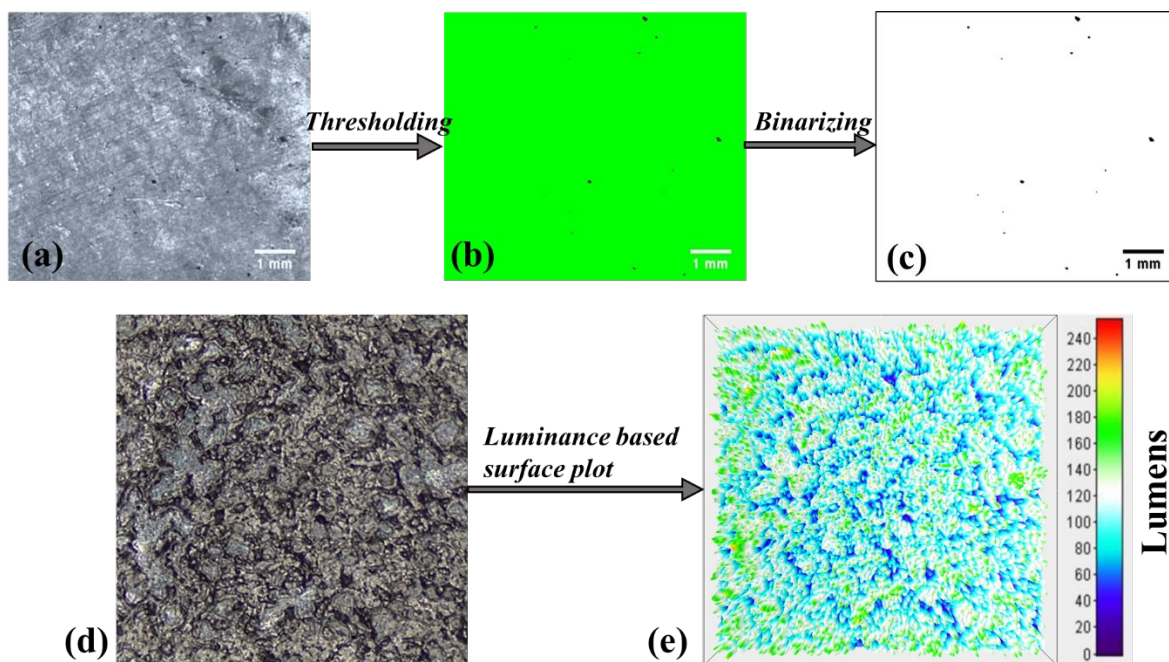 Thresholding
Binarizing
(a)
1 mm
(b)
1 mm
(c)
1 mm
Luminance based
surface plot
(d)
(e)
240
220
200
180
160
140
120
100
80
60
40
20
0
Lumens